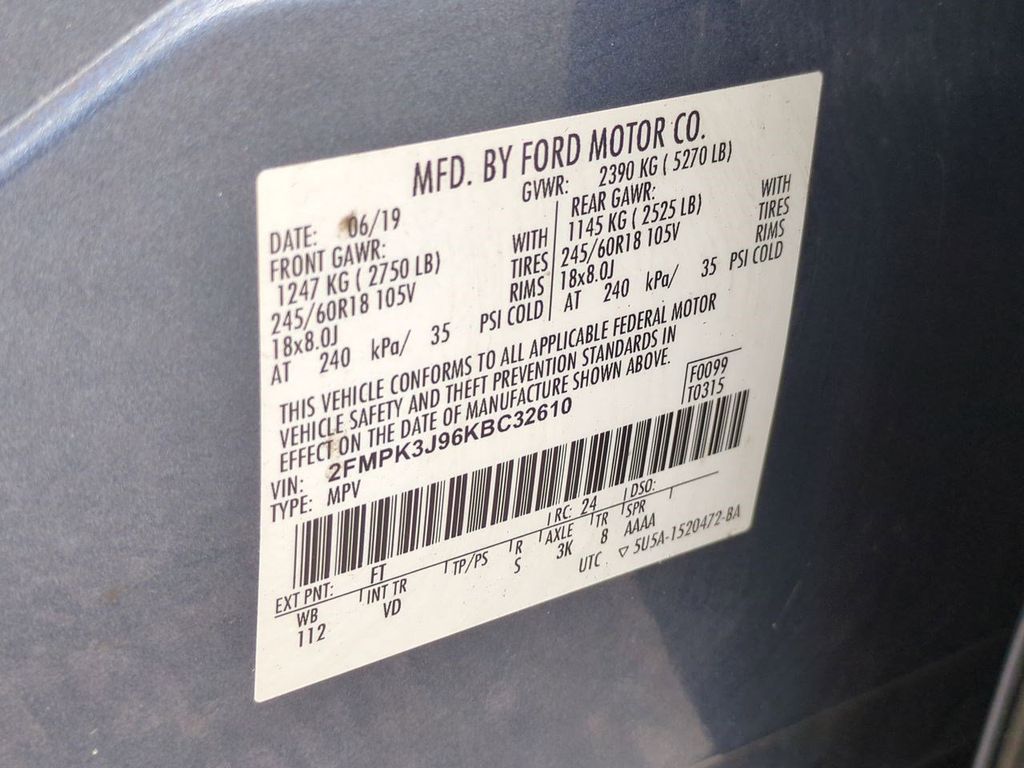 MFD. BY FORD MOTOR CO.
DATE: 06/19 GVWR: 2390 KG ( 5270 LB)
FRONT GAWR: REAR GAWR:
1247 KG ( 2750 LB) WITH 1145 KG ( 2525 LB) WITH
245/60R18 105V TIRES 245/60R18 105V TIRES
18x8.0J RIMS 18x8.0J RIMS
AT 240 kPa/ 35 PSI COLD AT 240 kPa/ 35 PSI COLD
THIS VEHICLE CONFORMS TO ALL APPLICABLE FEDERAL MOTOR
VEHICLE SAFETY AND THEFT PREVENTION STANDARDS IN
EFFECT ON THE DATE OF MANUFACTURE SHOWN ABOVE.
F0099
T0315
VIN: 2FMPK3J96KBC32610
TYPE: MPV
EXT PNT: FT RC: 24 DSO:
WB INT TR TP/PS R AXLE TR SPR
112 VD S 3K 8 AAAA
UTC ▽ 5U5A-1520472-BA